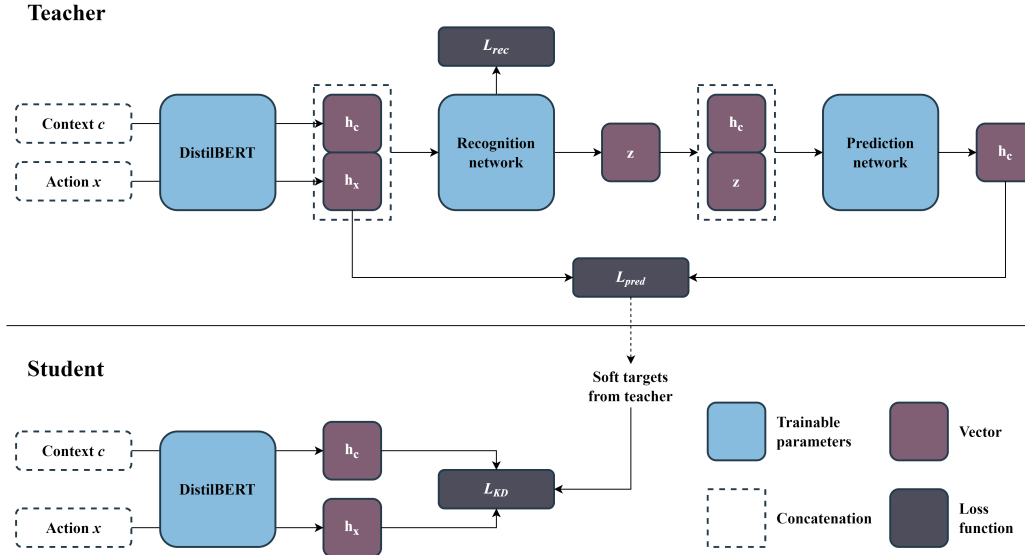 Teacher
L_rec
Context c
Action x
DistilBERT
h_c
h_x
Recognition
network
z
h_c
z
Prediction
network
h_c
L_pred
Student
Soft targets
from teacher
Context c
Action x
DistilBERT
h_c
h_x
L_KD
Trainable
parameters
Vector
Concatenation
Loss
function